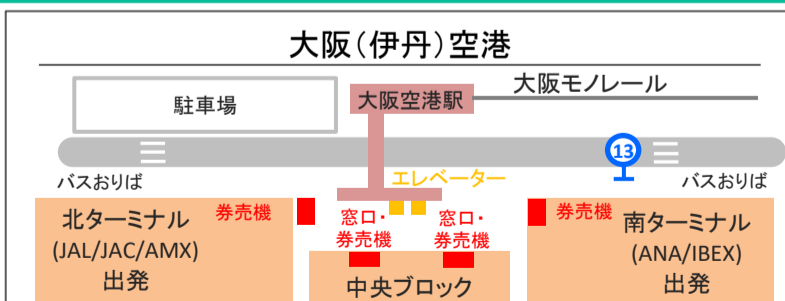 大阪(伊丹)空港
大阪モノレール
大阪空港駅
駐車場
13
バスおりば
エレベーター
バスおりば
北ターミナル
(JAL/JAC/AMX)
出発
券売機
窓口・
券売機
窓口・
券売機
中央ブロック
券売機
南ターミナル
(ANA/IBEX)
出発